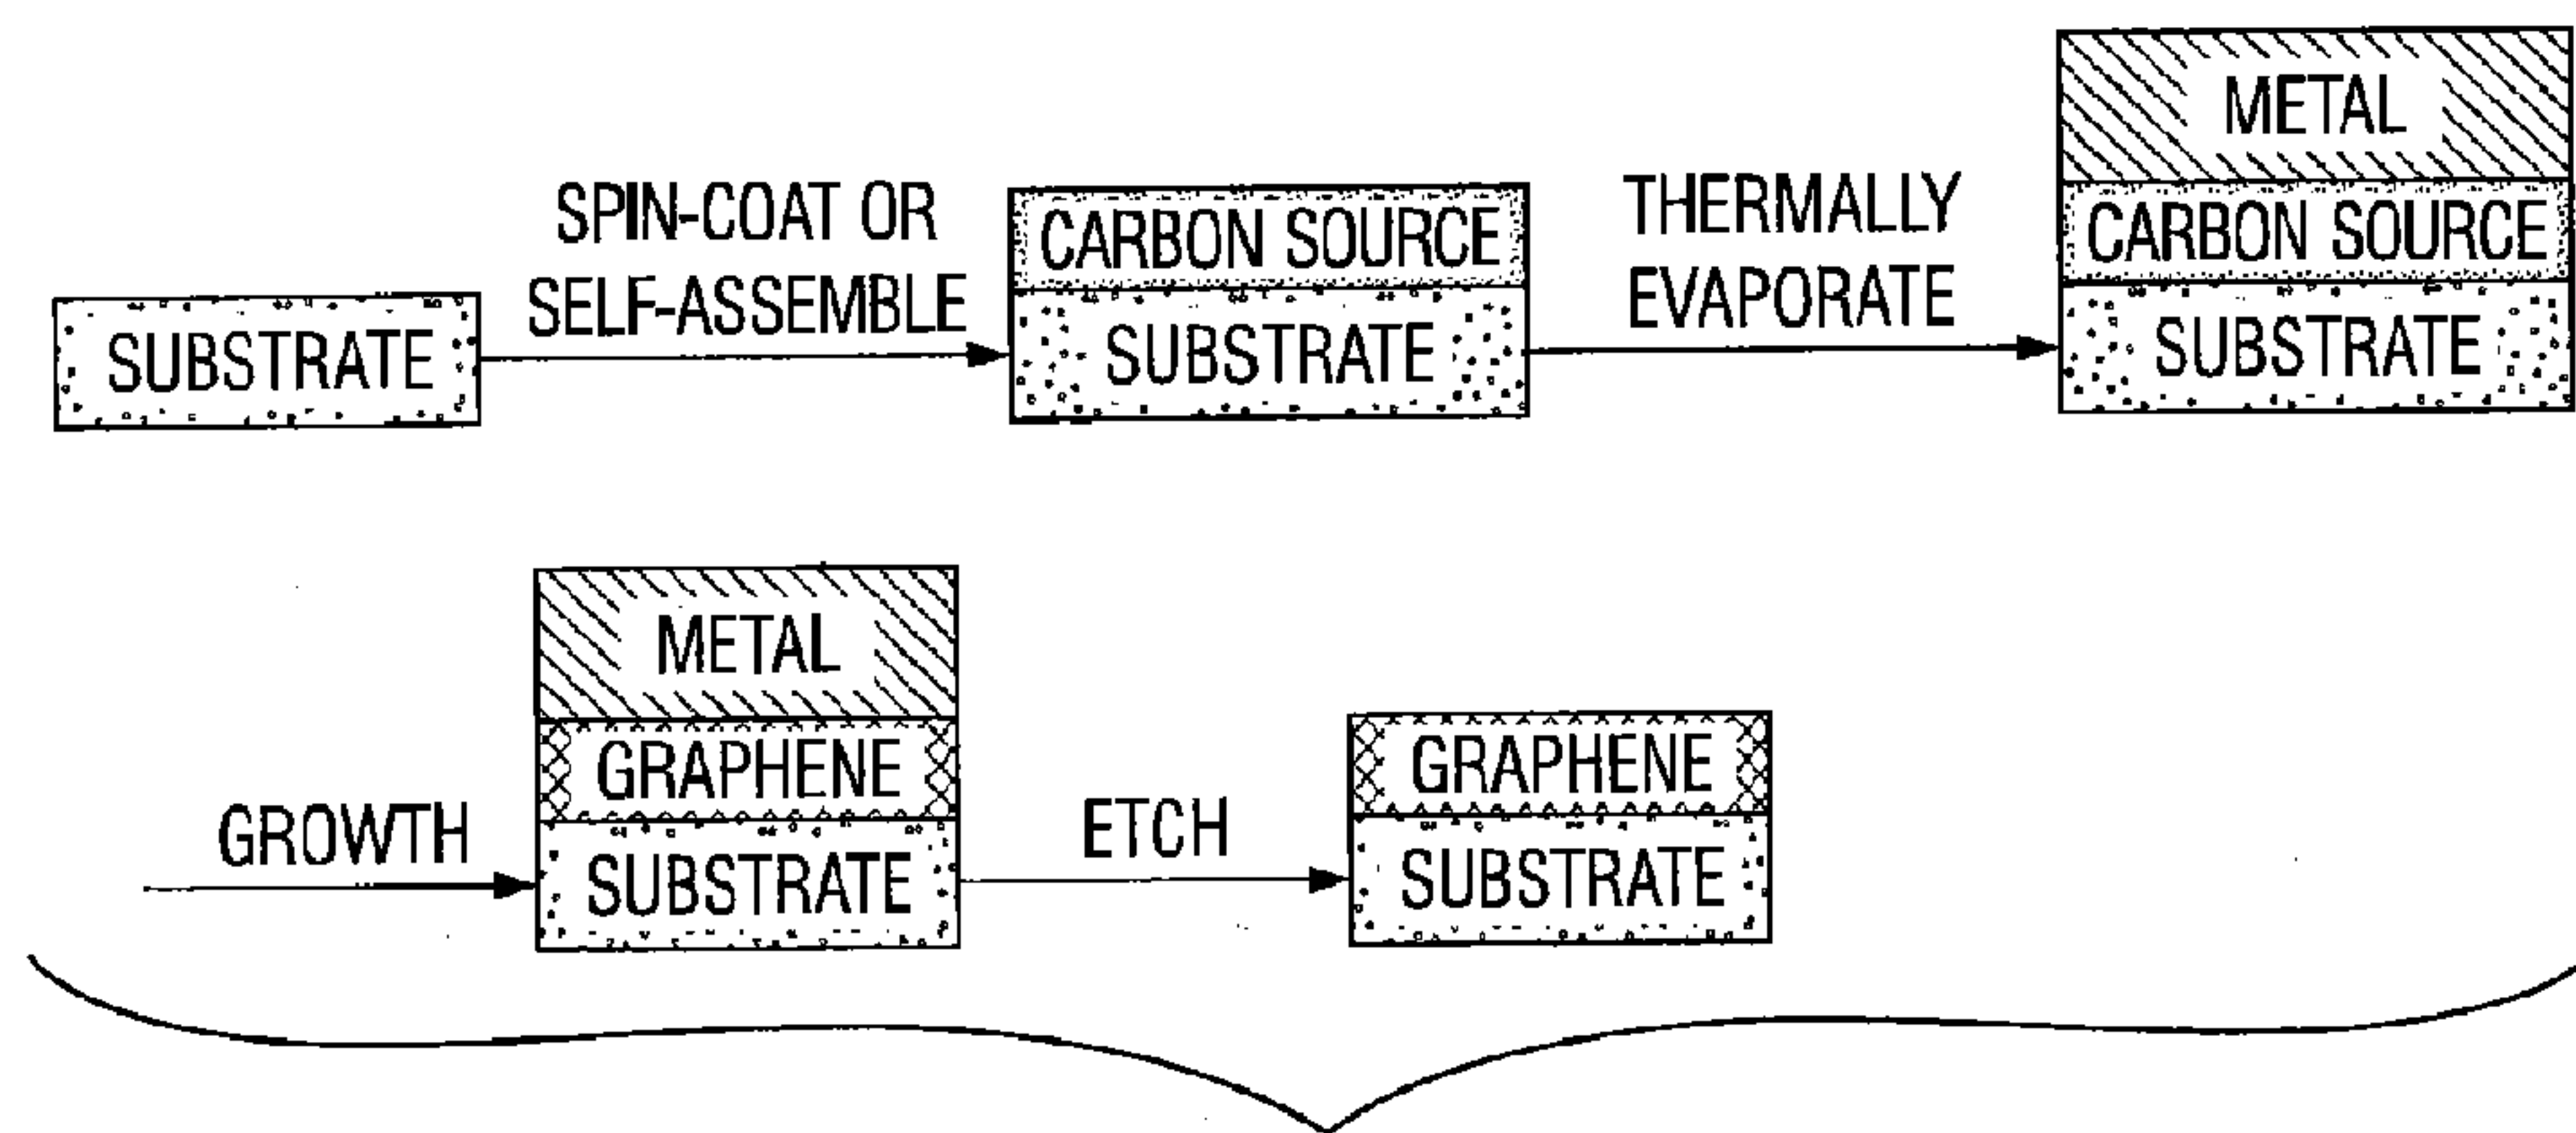 SUBSTRATE
SPIN-COAT OR
SELF-ASSEMBLE
CARBON SOURCE
SUBSTRATE
THERMALLY
EVAPORATE
METAL
CARBON SOURCE
SUBSTRATE
GROWTH
METAL
GRAPHENE
SUBSTRATE
ETCH
GRAPHENE
SUBSTRATE